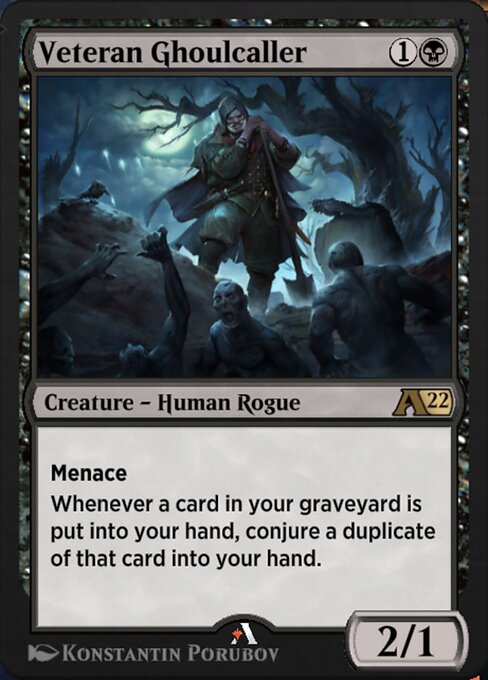 Veteran Ghoulcaller 1
Creature – Human Rogue A22
Menace
Whenever a card in your graveyard is
put into your hand, conjure a duplicate
of that card into your hand.
2/1
Konstantin Porubov